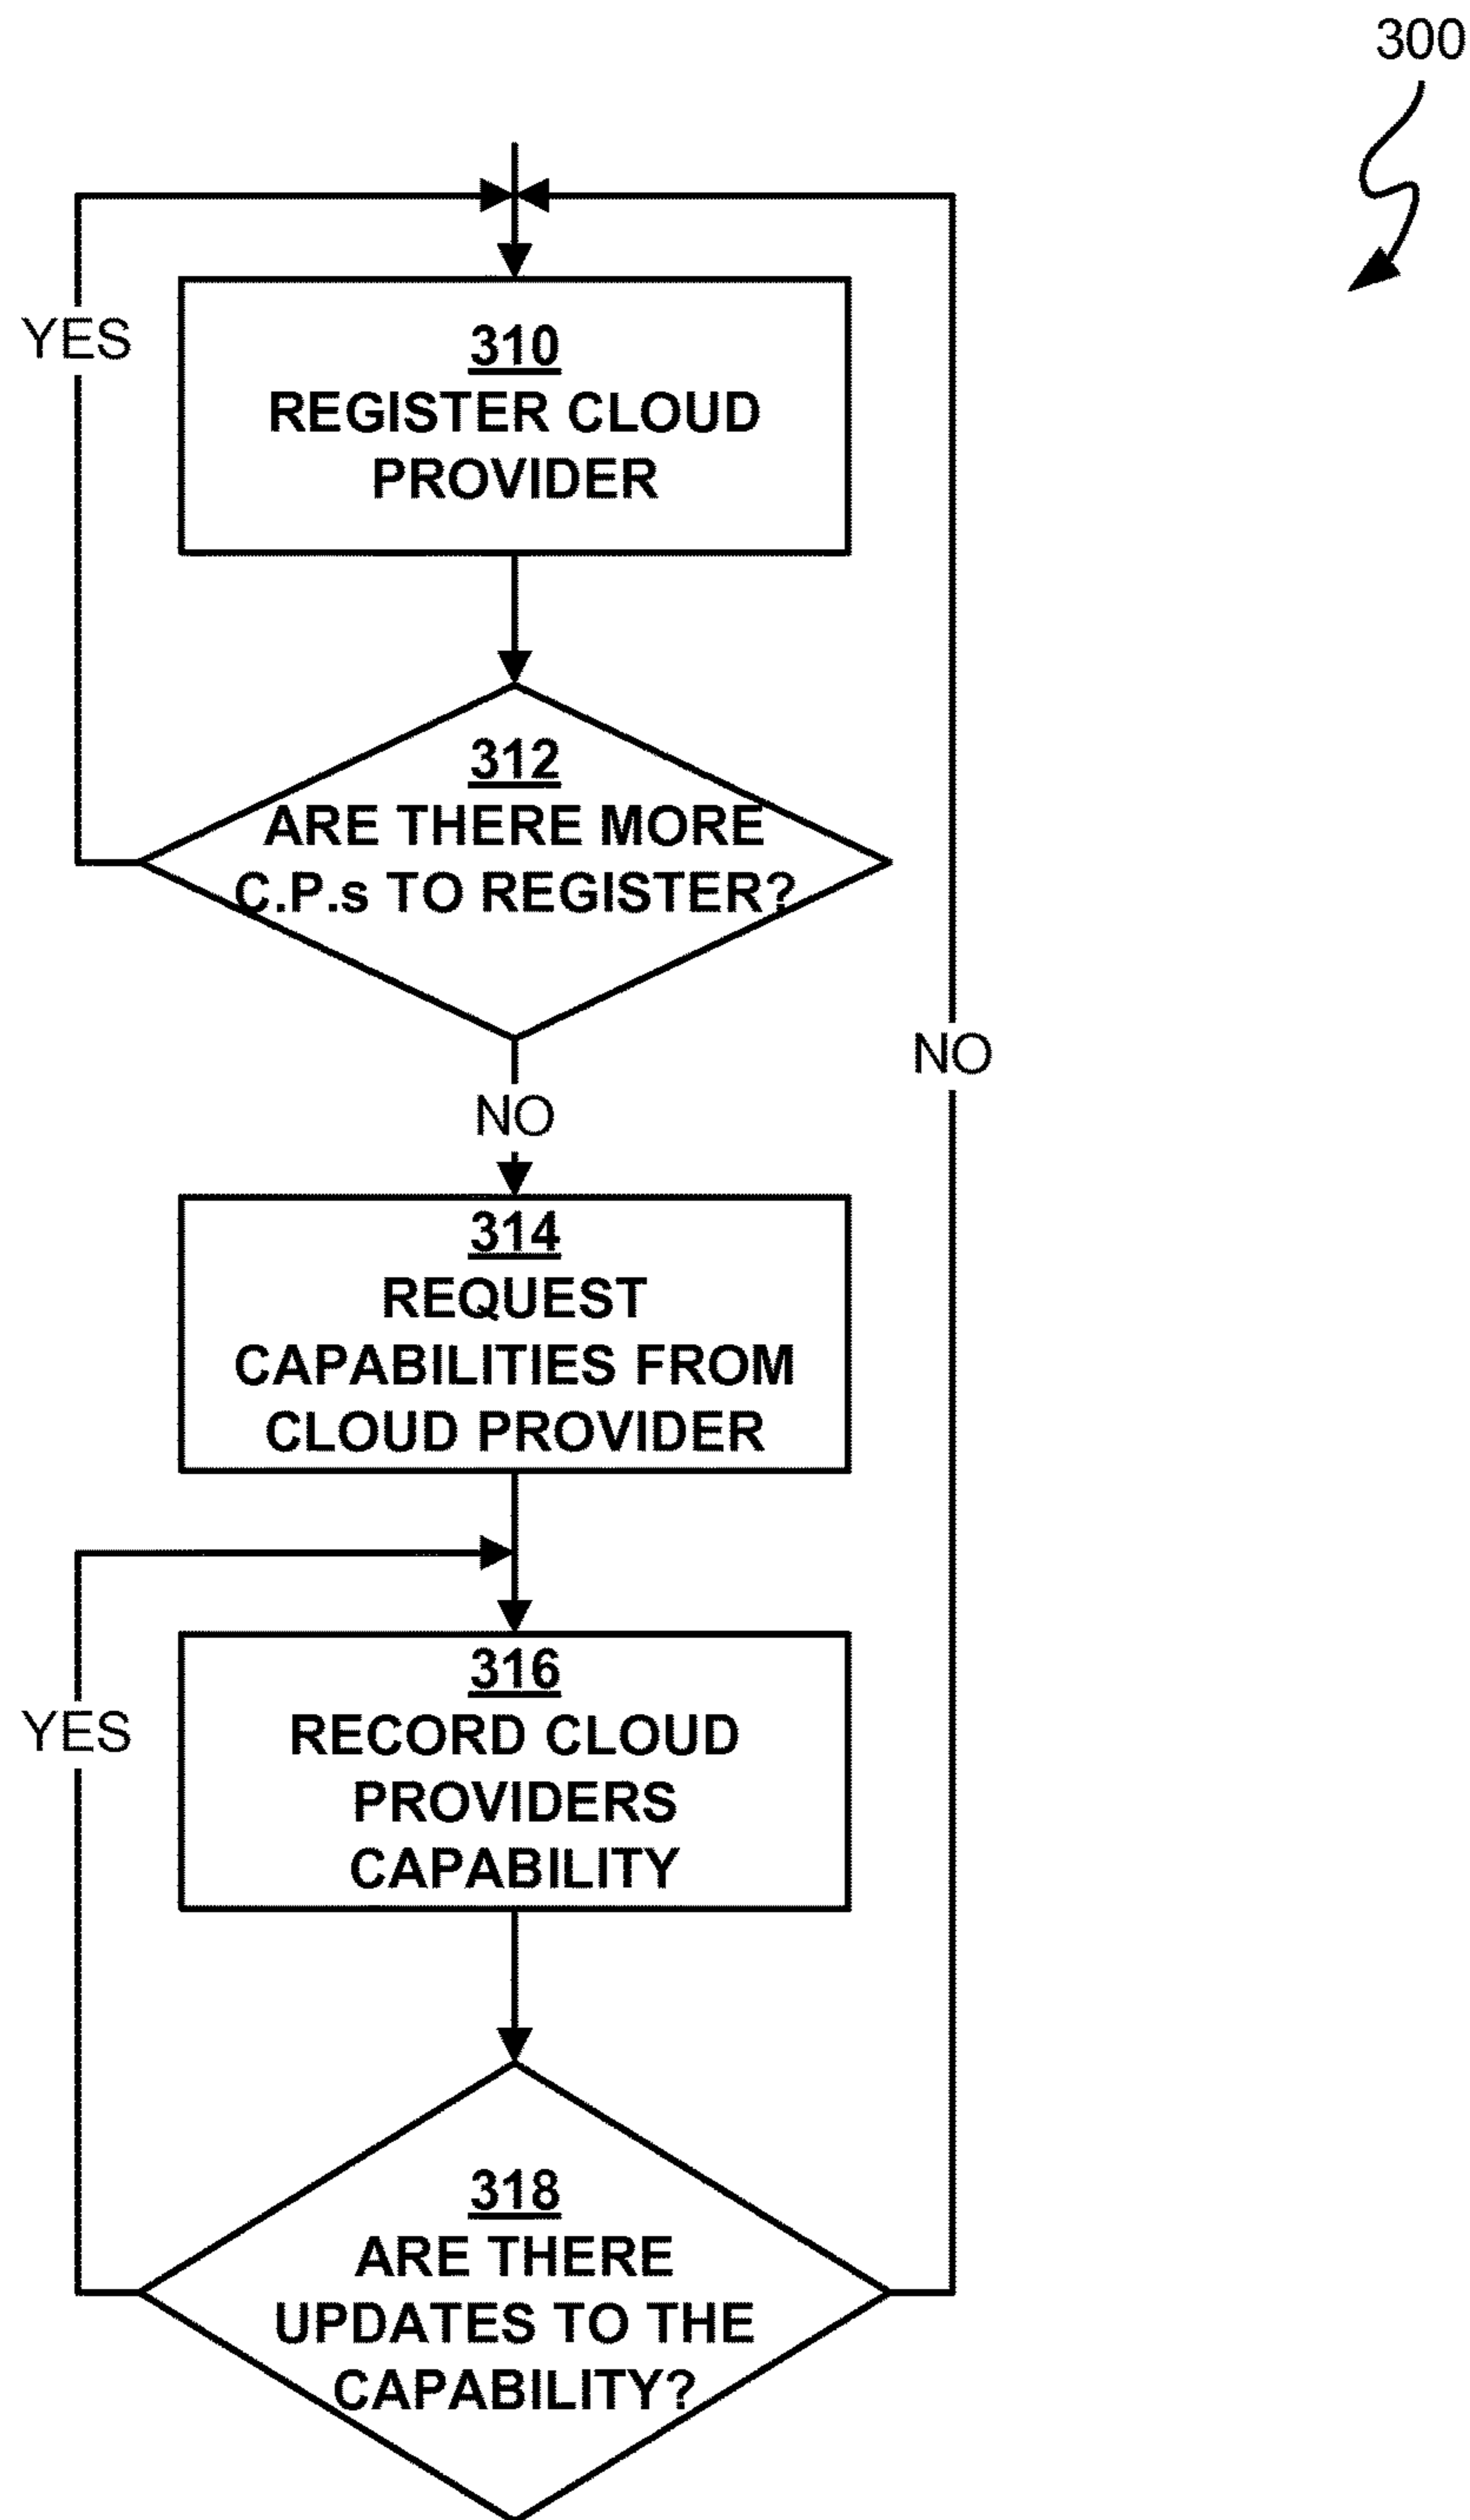 300
YES
310
REGISTER CLOUD
PROVIDER
312
ARE THERE MORE
C.P.s TO REGISTER?
NO
NO
314
REQUEST
CAPABILITIES FROM
CLOUD PROVIDER
316
YES
RECORD CLOUD
PROVIDERS
CAPABILITY
318
ARE THERE
UPDATES TO THE
CAPABILITY?